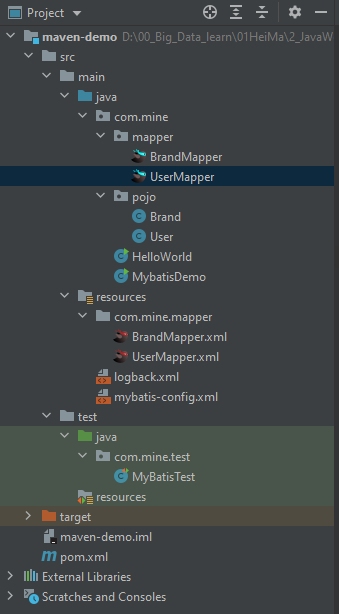 Project
maven-demo D:\00_Big_Data_learn\01HeiMa\2_JavaW
src
main
java
com.mine
mapper
BrandMapper
UserMapper
pojo
Brand
User
HelloWorld
MybatisDemo
resources
com.mine.mapper
BrandMapper.xml
UserMapper.xml
logback.xml
mybatis-config.xml
test
java
com.mine.test
MyBatisTest
resources
target
maven-demo.iml
pom.xml
External Libraries
Scratches and Consoles